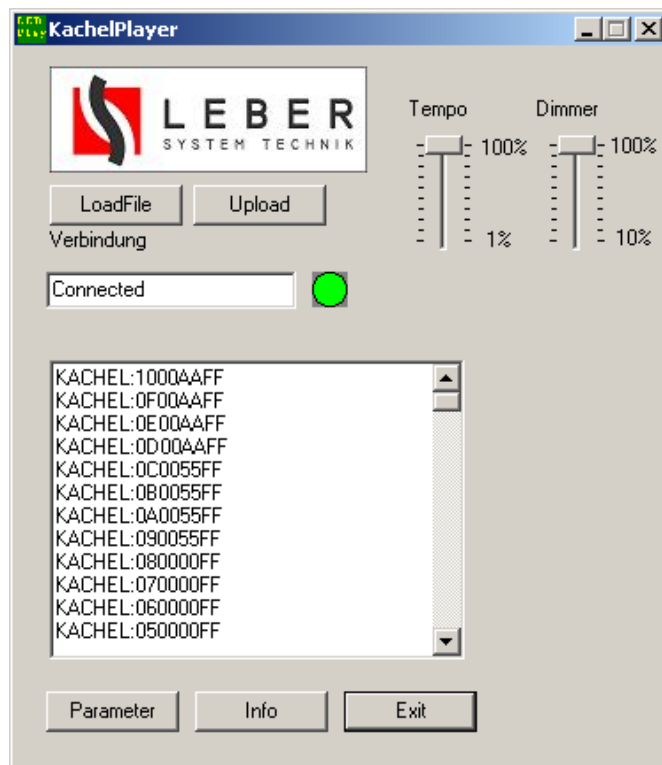 KachelPlayer
LEBER
SYSTEM TECHNIK
Tempo
Dimmer
100%
100%
1%
10%
LoadFile
Upload
Verbindung
Connected
KACHEL:1000AAFF
KACHEL:0F00AAFF
KACHEL:0E00AAFF
KACHEL:0D00AAFF
KACHEL:0C0055FF
KACHEL:0B0055FF
KACHEL:0A0055FF
KACHEL:090055FF
KACHEL:080000FF
KACHEL:070000FF
KACHEL:060000FF
KACHEL:050000FF
Parameter
Info
Exit